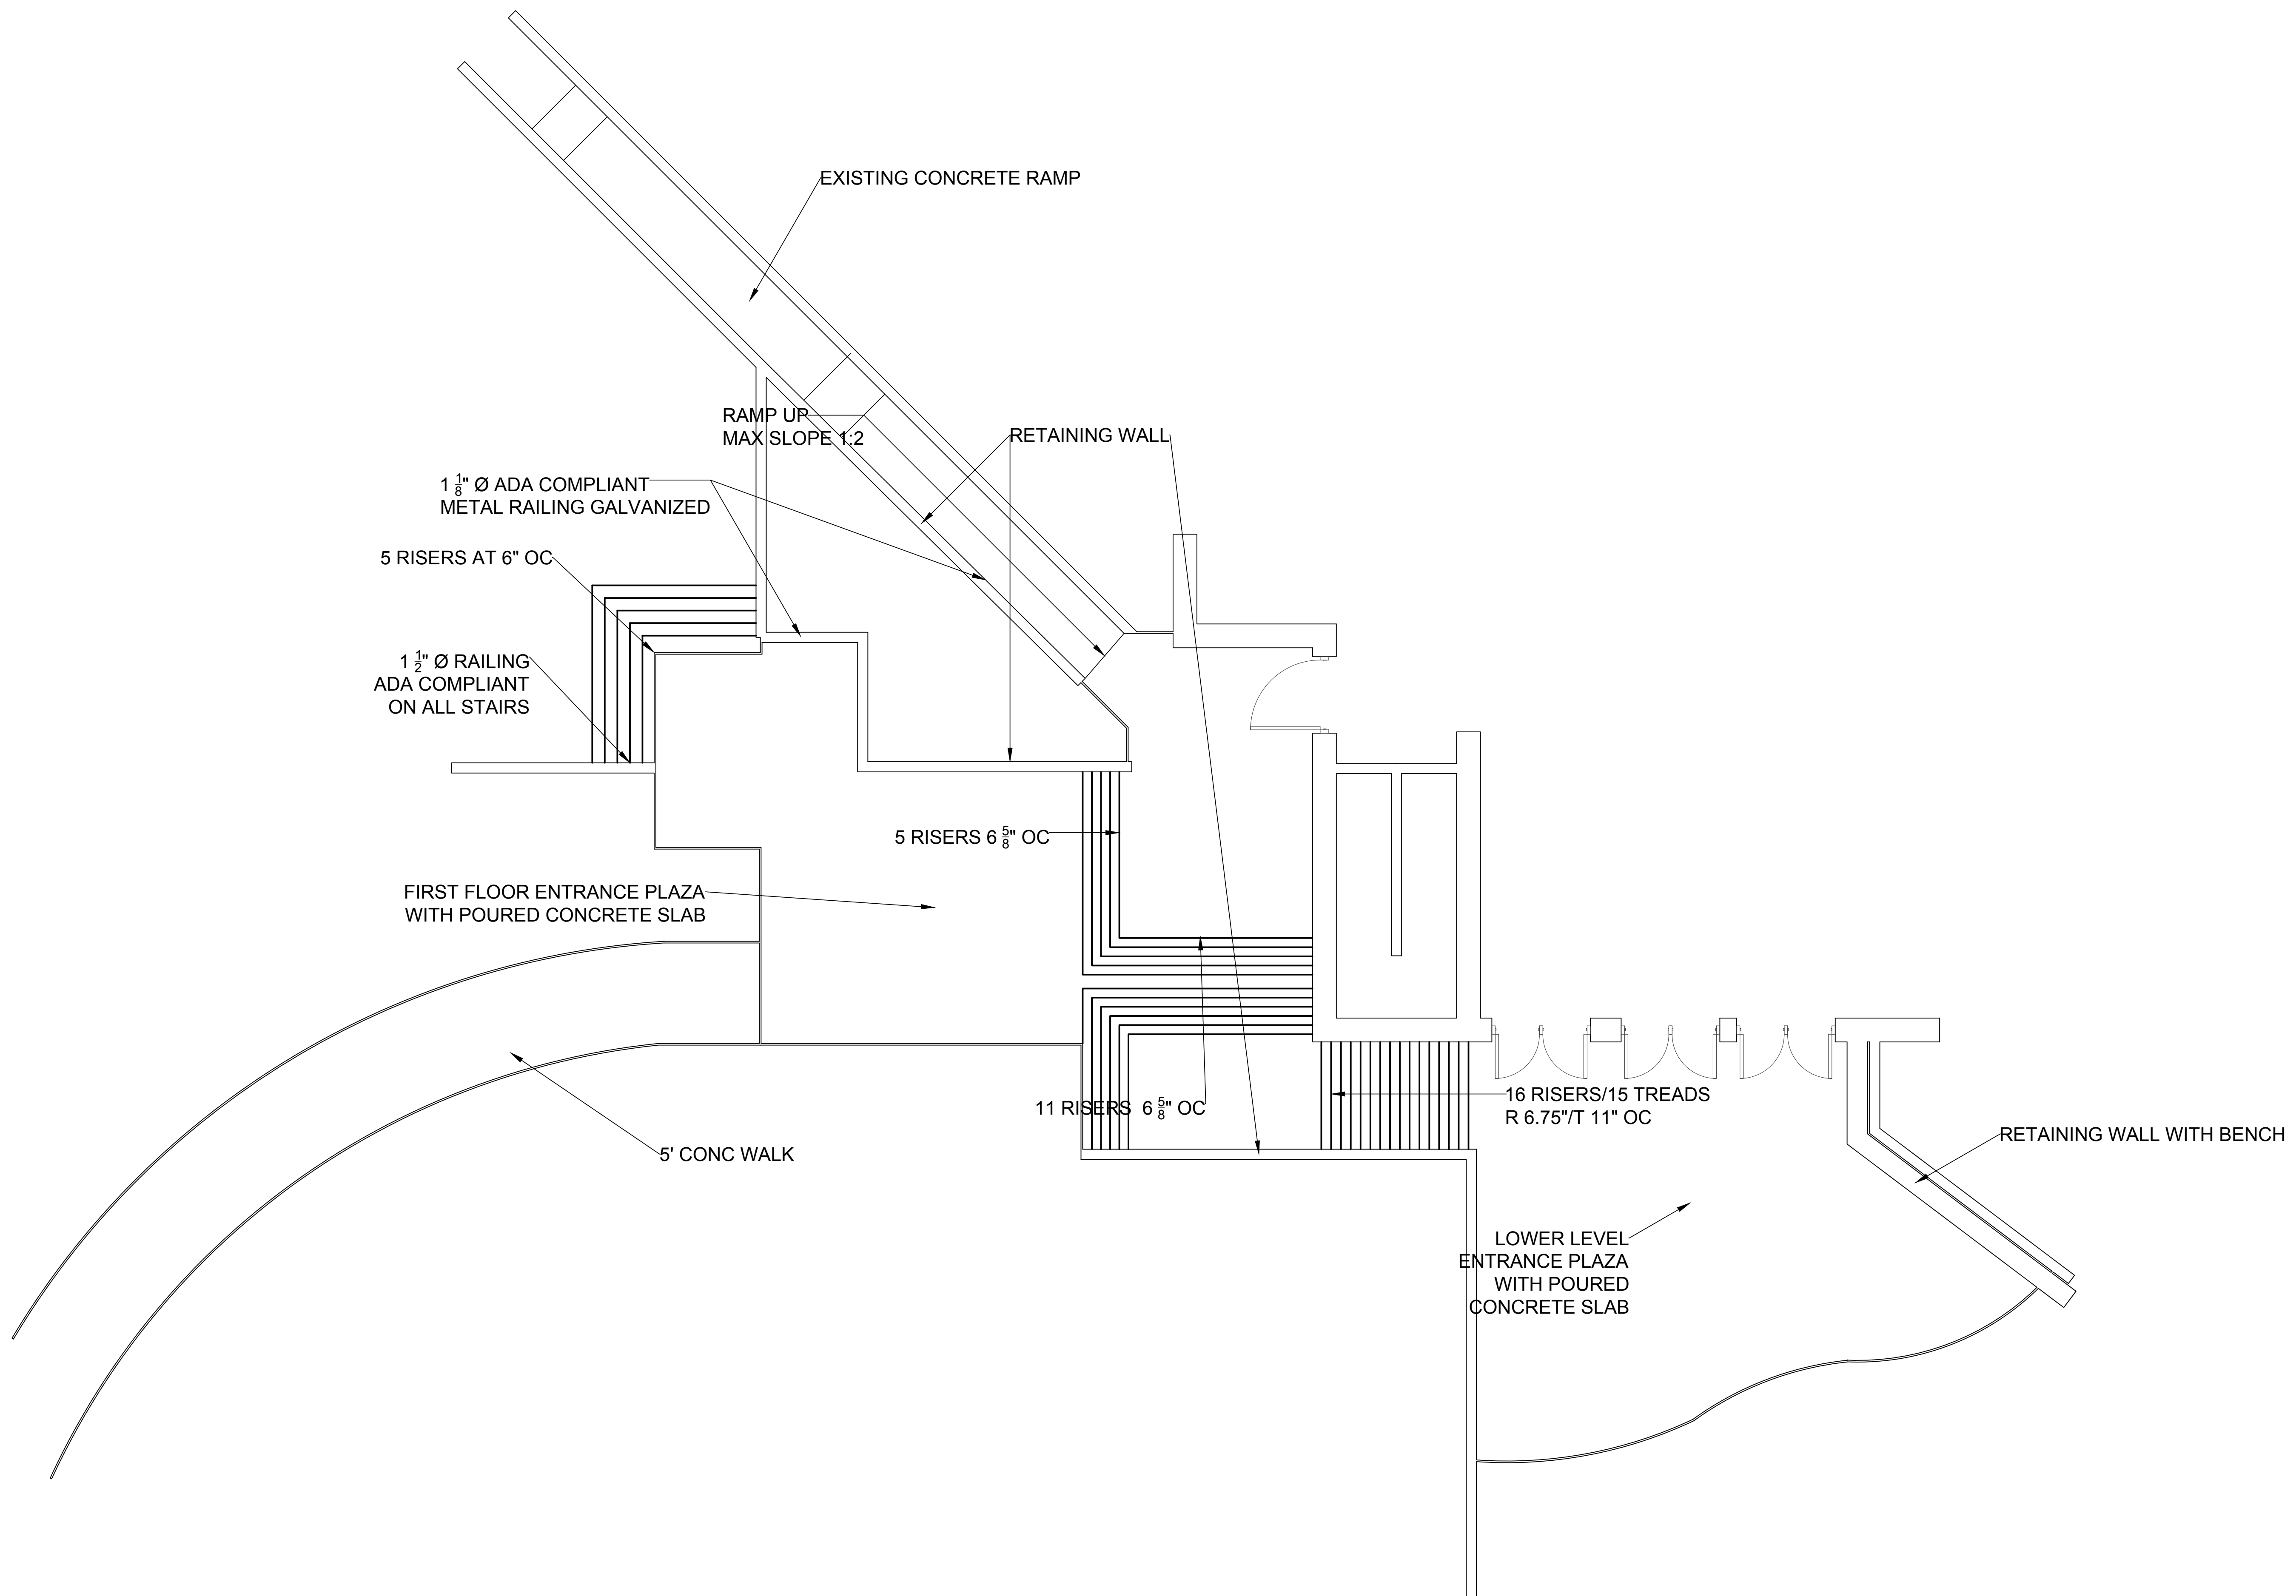 EXISTING CONCRETE RAMP
RAMP UP
MAX SLOPE 1:2
RETAINING WALL
1 1/8" Ø ADA COMPLIANT
METAL RAILING GALVANIZED
5 RISERS AT 6" OC
1 1/2" Ø RAILING
ADA COMPLIANT
ON ALL STAIRS
5 RISERS 6 5/8" OC
FIRST FLOOR ENTRANCE PLAZA
WITH POURED CONCRETE SLAB
11 RISERS 6 5/8" OC
16 RISERS/15 TREADS
R 6.75"/T 11" OC
5' CONC WALK
RETAINING WALL WITH BENCH
LOWER LEVEL
ENTRANCE PLAZA
WITH POURED
CONCRETE SLAB